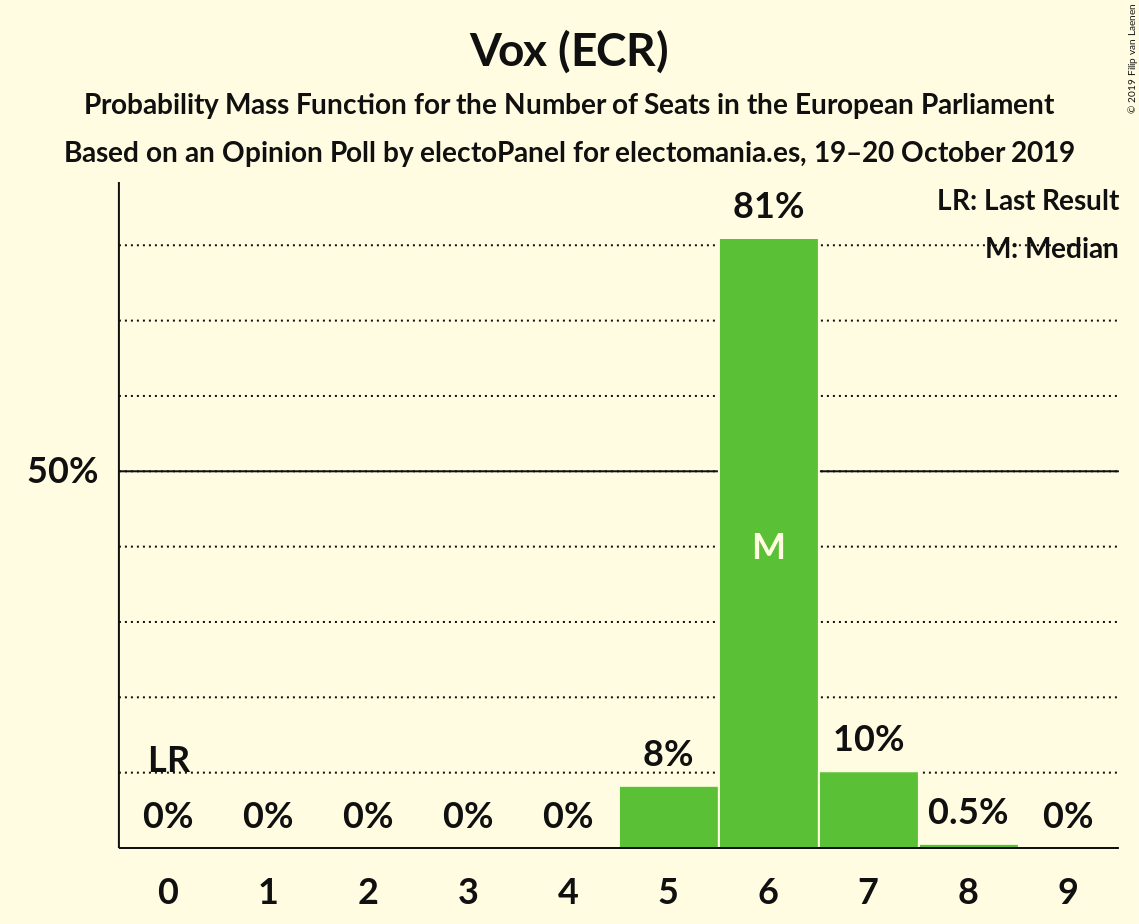 Vox (ECR)
Probability Mass Function for the Number of Seats in the European Parliament
Based on an Opinion Poll by electoPanel for electomania.es, 19–20 October 2019
© 2019 Filip van Laenen
LR: Last Result
M: Median
81%
50%
M
LR
8%
10%
0%
0%
0%
0%
0%
0.5%
0%
0 1 2 3 4 5 6 7 8 9